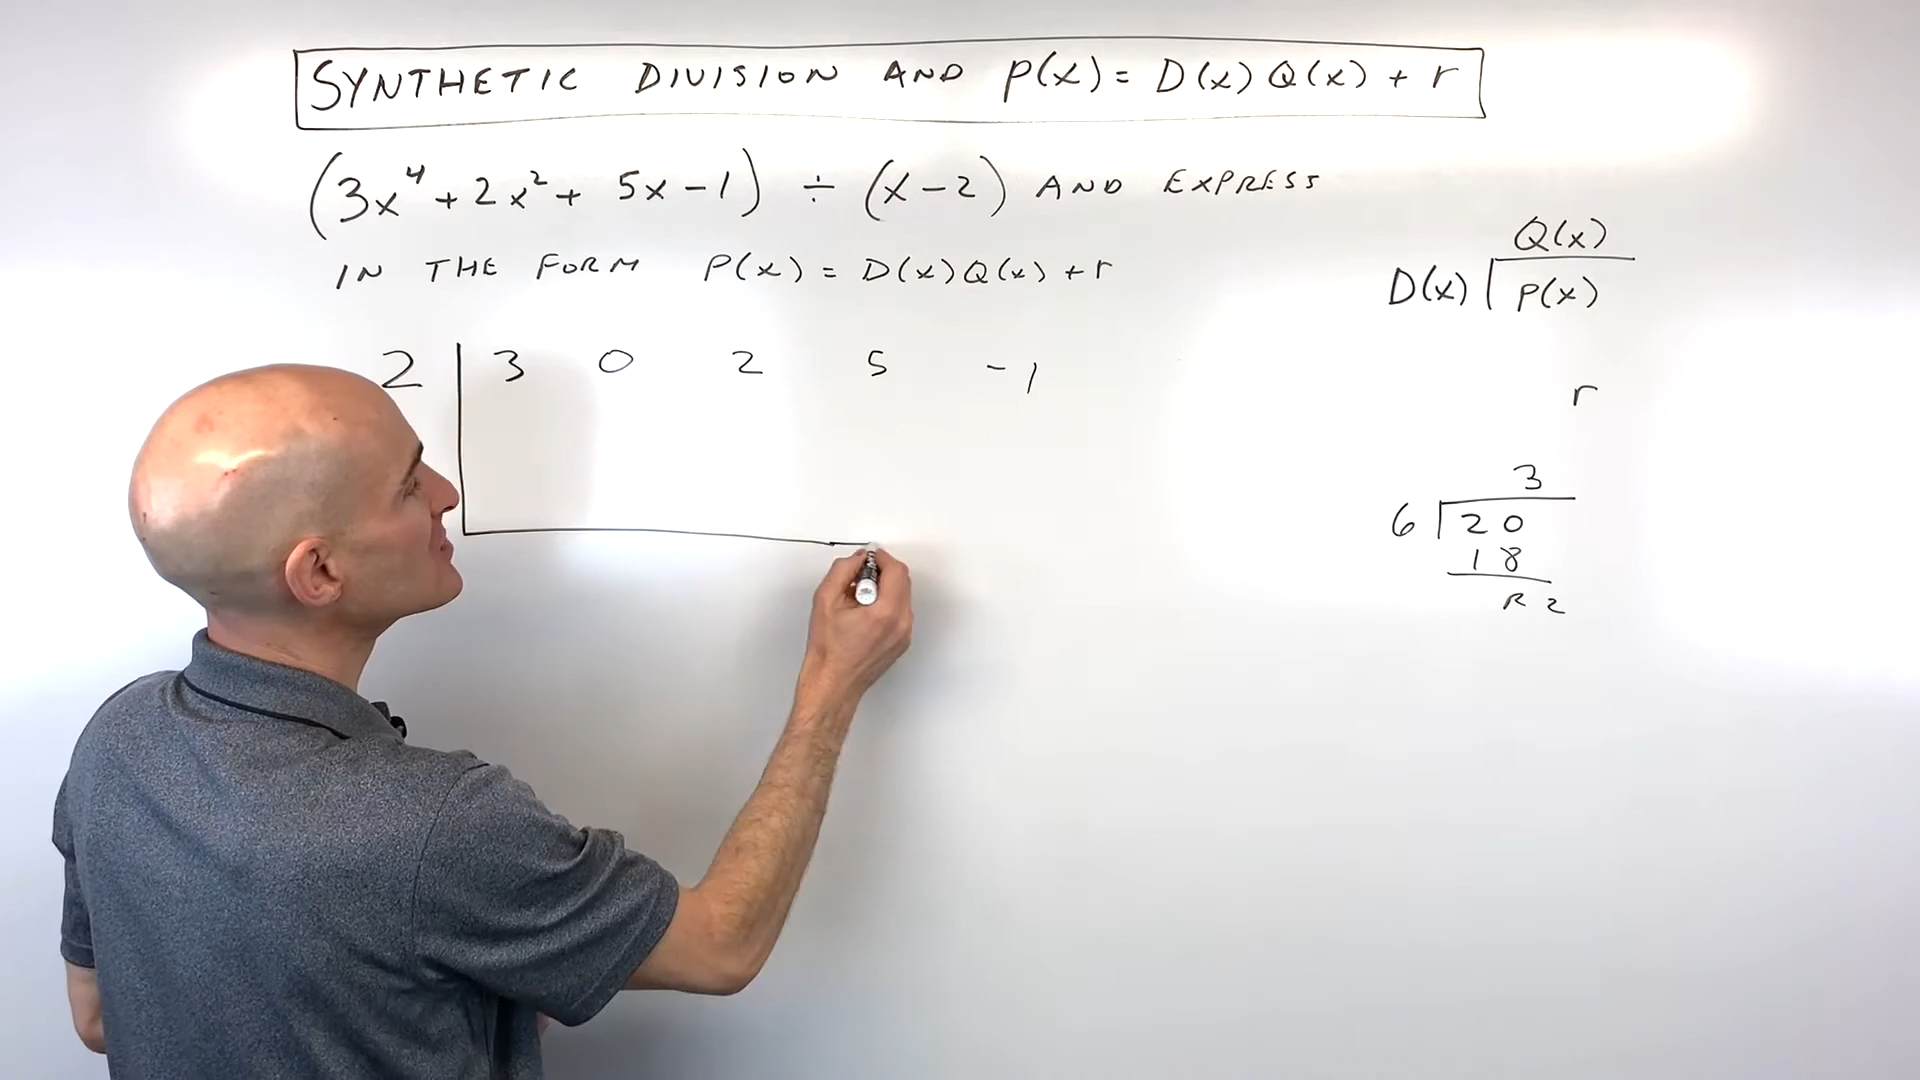 SYNTHETIC DIVISION AND P(x) = D(x) Q(x) + r
(3x⁴ + 2x² + 5x - 1) ÷ (x - 2) AND EXPRESS
IN THE FORM P(x) = D(x) Q(x) + r
2 3 0 2 5 -1
Q(x)
D(x) P(x)
r
3
6 20
18
R 2